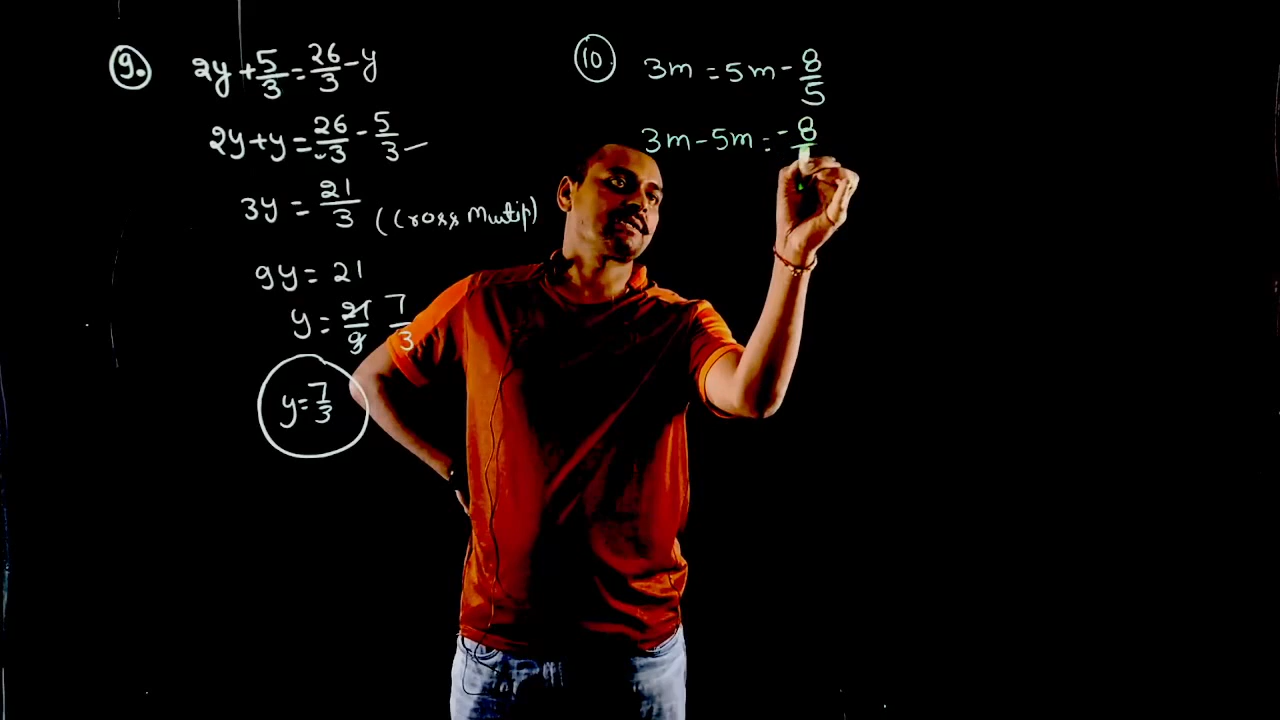 9. 2y + 5/3 = 26/3 - y
2y + y = 26/3 - 5/3 -
3y = 21/3 (Cross Multip)
9y = 21
y = 21/9 7/3
y = 7/3
10. 3m = 5m - 8/5
3m - 5m = - 8/